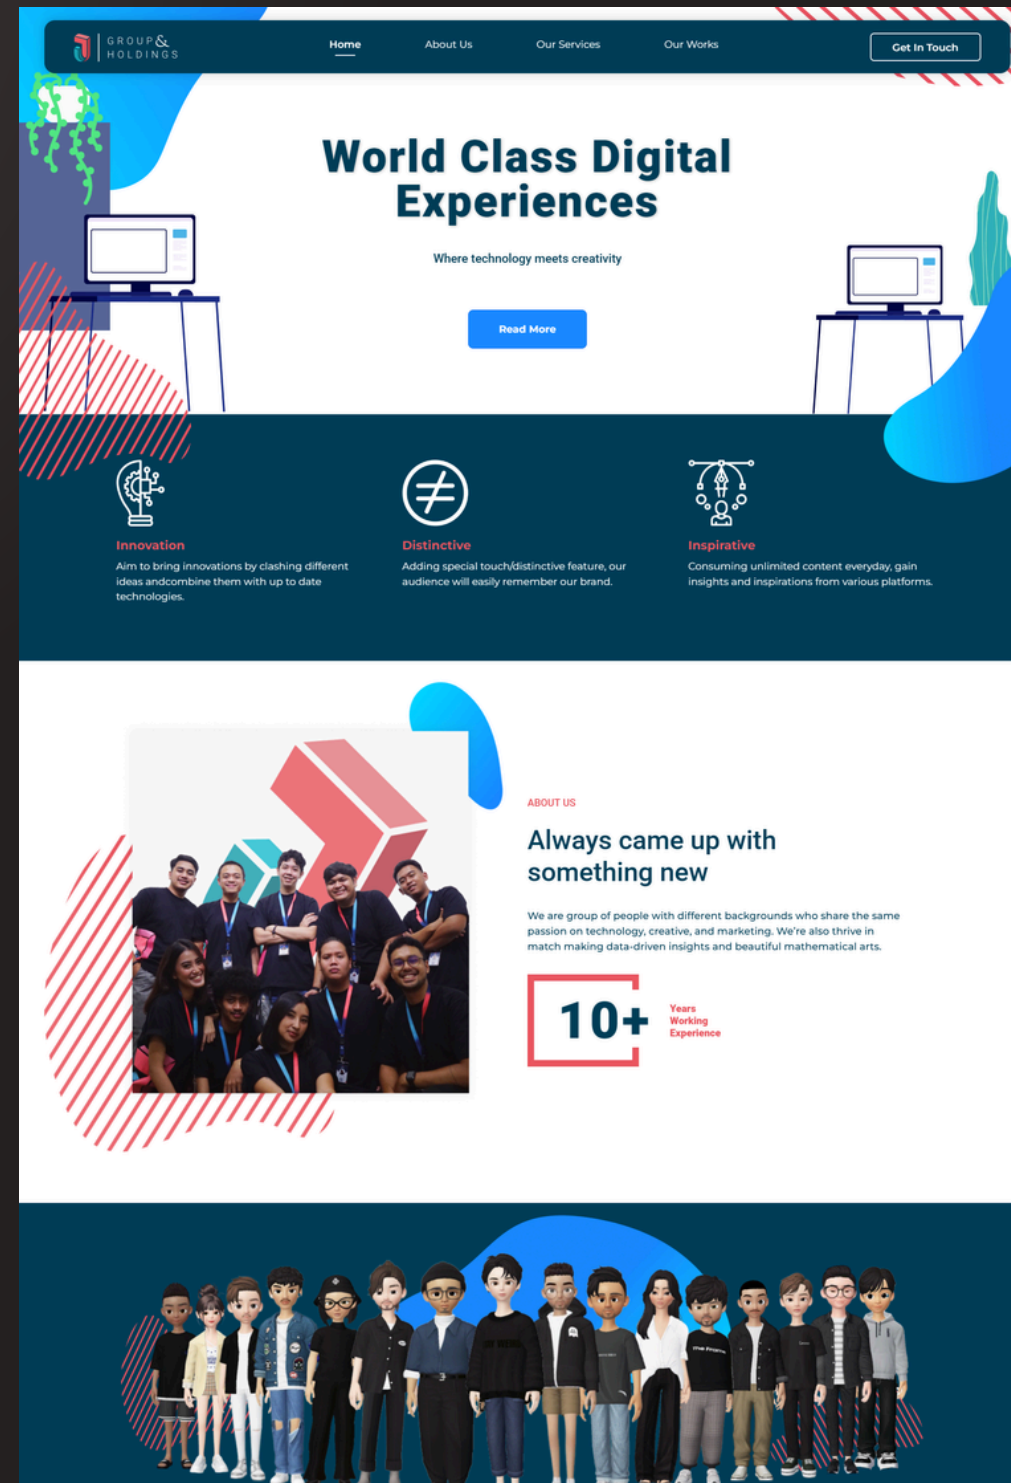 GROUP&
HOLDINGS
Home
About Us
Our Services
Our Works
Get In Touch
World Class Digital
Experiences
Where technology meets creativity
Read More
Innovation
Aim to bring innovations by clashing different
ideas andcombine them with up to date
technologies.
Distinctive
Adding special touch/distinctive feature, our
audience will easily remember our brand.
Inspirative
Consuming unlimited content everyday, gain
insights and inspirations from various platforms.
ABOUT US
Always came up with
something new
We are group of people with different backgrounds who share the same
passion on technology, creative, and marketing. We're also thrive in
match making data-driven insights and beautiful mathematical arts.
10+
Years
Working
Experience